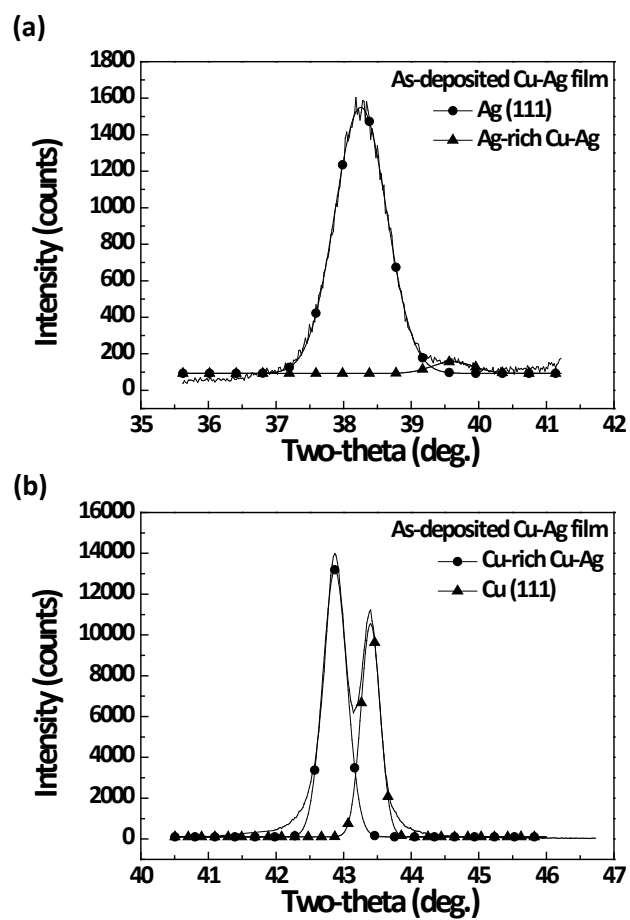 (a)
As-deposited Cu-Ag film
Ag (111)
Ag-rich Cu-Ag
Intensity (counts)
1800
1600
1400
1200
1000
800
600
400
200
0
35 36 37 38 39 40 41 42
Two-theta (deg.)
(b)
As-deposited Cu-Ag film
Cu-rich Cu-Ag
Cu (111)
Intensity (counts)
16000
14000
12000
10000
8000
6000
4000
2000
0
40 41 42 43 44 45 46 47
Two-theta (deg.)